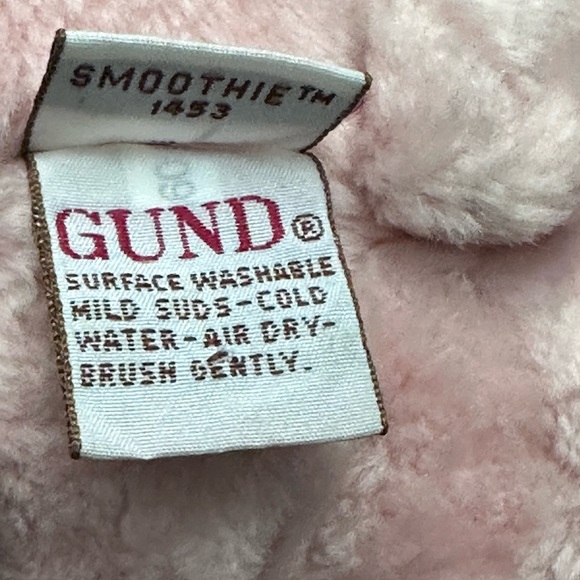 SMOOTHIE™
1453
GUND®
SURFACE WASHABLE
MILD SUDS-COLD
WATER-AIR DRY-
BRUSH GENTLY.